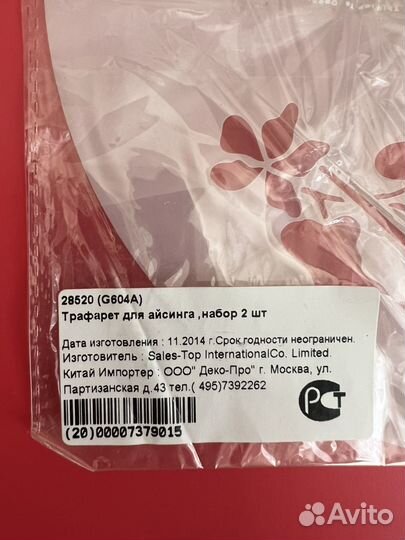 28520 (G604A)
Трафарет для айсинга ,набор 2 шт
Дата изготовления : 11.2014 г.Срок годности неограничен.
Изготовитель : Sales-Top InternationalCo. Limited.
Китай Импортер : ООО" Деко-Про" г. Москва, ул.
Партизанская д.43 тел.( 495)7392262
РСТ
(20)00007379015
Avito